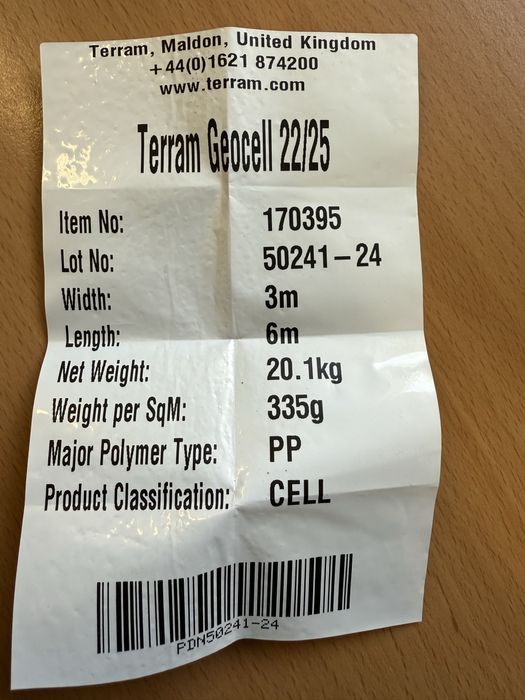 Terram, Maldon, United Kingdom
+44(0)1621 874200
www.terram.com
Terram Geocell 22/25
Item No: 170395
Lot No: 50241-24
Width: 3m
Length: 6m
Net Weight: 20.1kg
Weight per SqM: 335g
Major Polymer Type: PP
Product Classification: CELL
PDN50241-24